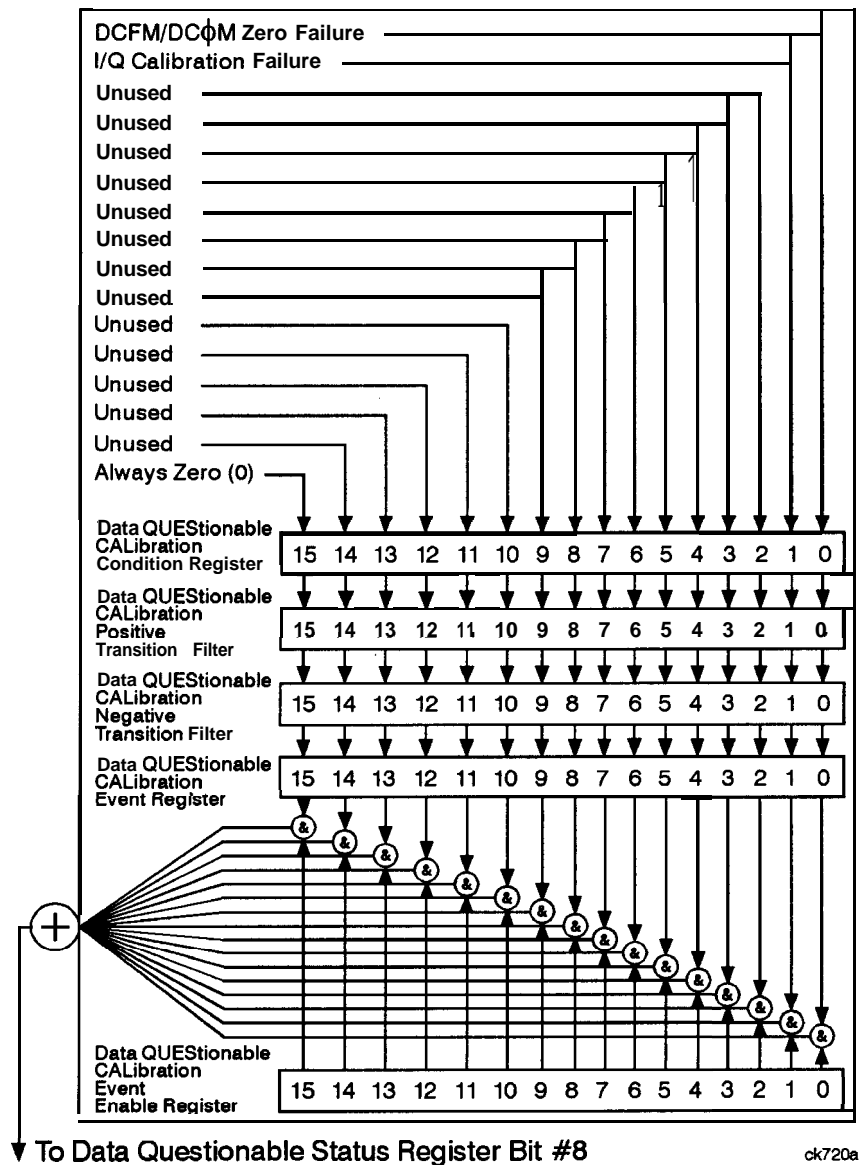 DCFM/DCϕM Zero Failure
I/Q Calibration Failure
Unused
Unused
Unused
Unused
Unused
Unused
Unused
Unused
Unused
Unused
Unused
Unused
Unused
Always Zero (0)
Data QUEStionable
CALibration
Condition Register
15 14 13 12 11 10 9 8 7 6 5 4 3 2 1 0
Data QUEStionable
CALibration
Positive
Transition Filter
15 14 13 12 11 10 9 8 7 6 5 4 3 2 1 0
Data QUEStionable
CALibration
Negative
Transition Filter
15 14 13 12 11 10 9 8 7 6 5 4 3 2 1 0
Data QUEStionable
CALibration
Event Register
15 14 13 12 11 10 9 8 7 6 5 4 3 2 1 0
& & & & & & & & & & & & & & & &
+
Data QUEStionable
CALibration
Event
Enable Register
15 14 13 12 11 10 9 8 7 6 5 4 3 2 1 0
To Data Questionable Status Register Bit #8
ck720a